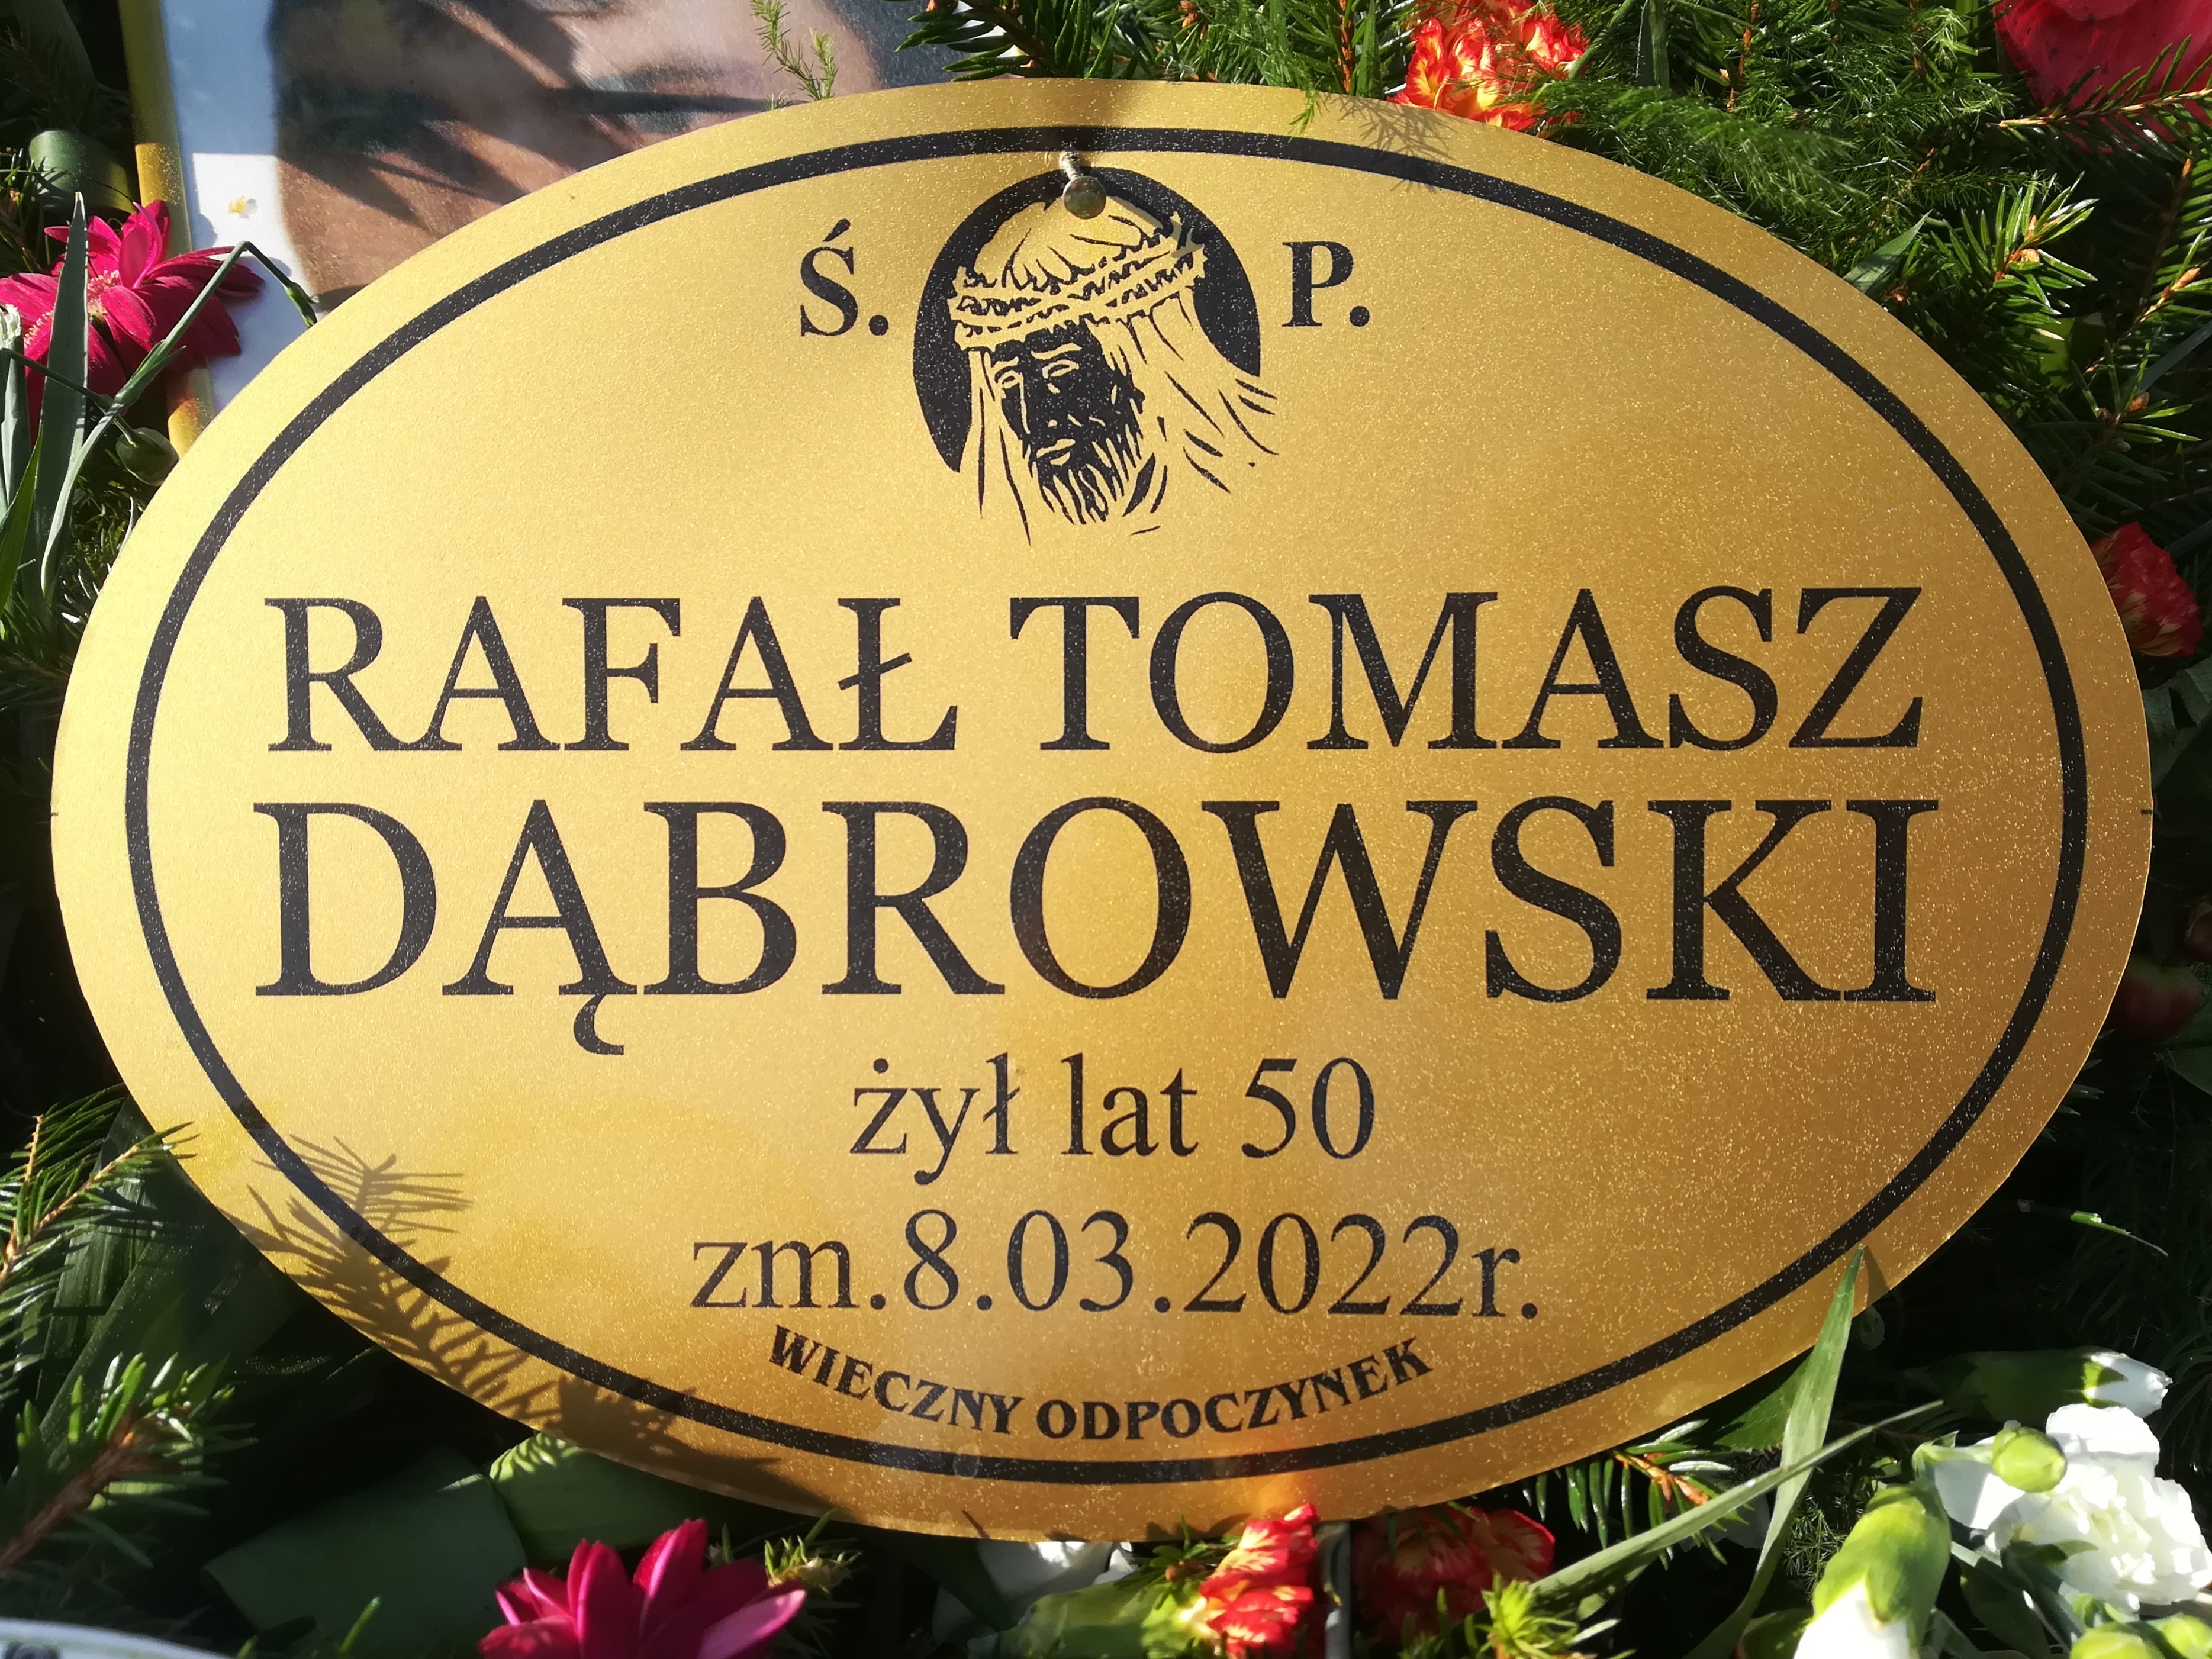 Ś. P.
RAFAŁ TOMASZ
DĄBROWSKI
żył lat 50
zm.8.03.2022r.
WIECZNY ODPOCZYNEK